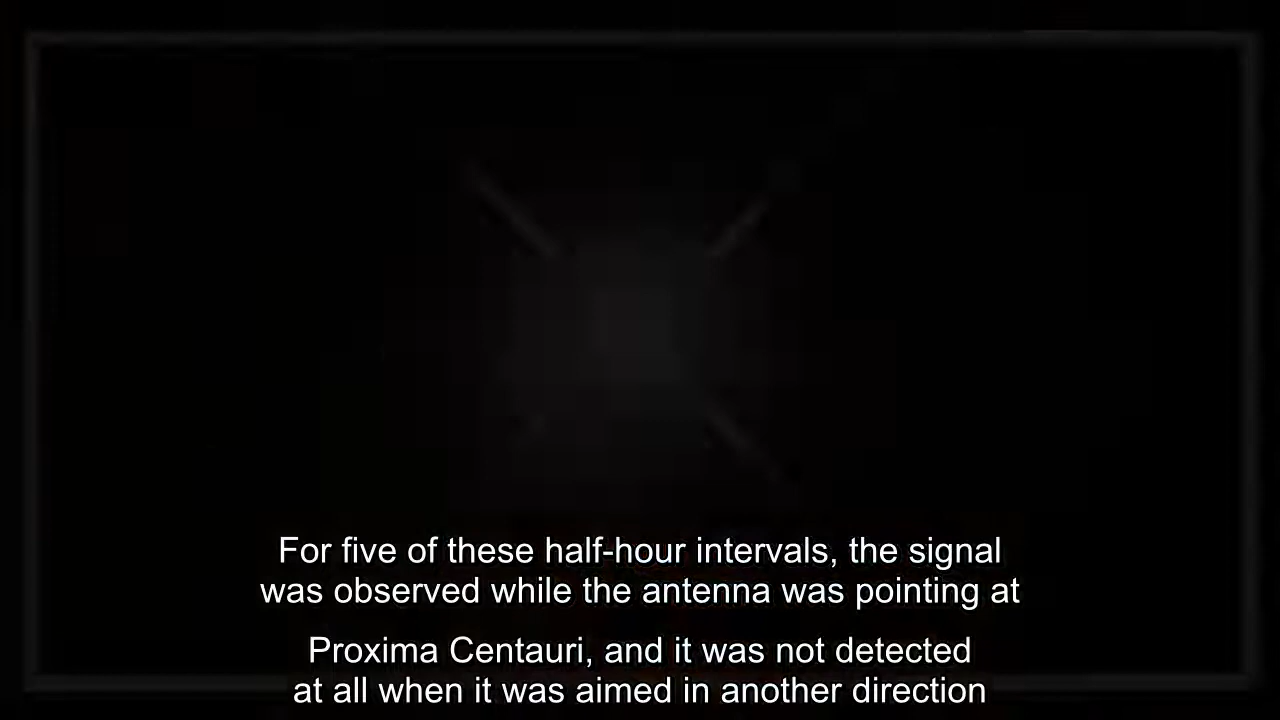 For five of these half-hour intervals, the signal
was observed while the antenna was pointing at
Proxima Centauri, and it was not detected
at all when it was aimed in another direction